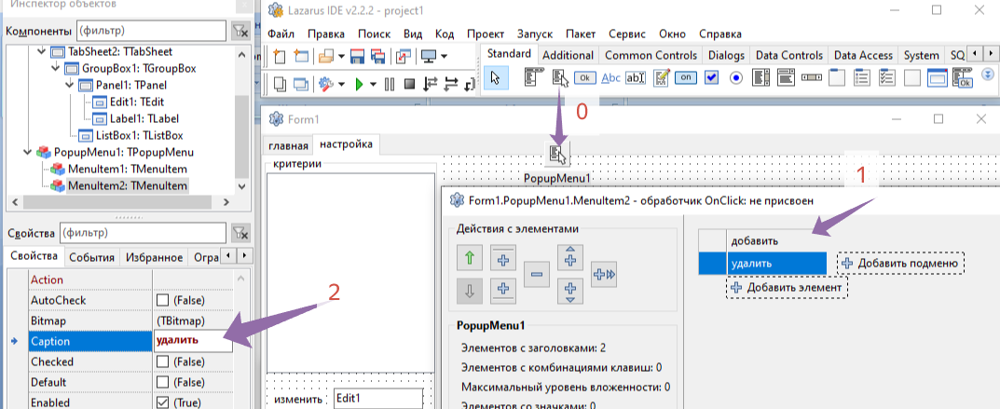 Инспектор объектов
Компоненты (фильтр)
TabSheet2: TTabSheet
GroupBox1: TGroupBox
Panel1: TPanel
Edit1: TEdit
Label1: TLabel
ListBox1: TListBox
PopupMenu1: TPopupMenu
MenuItem1: TMenuItem
MenuItem2: TMenuItem
Свойства (фильтр)
Свойства События Избранное Огра
Action
AutoCheck (False)
Bitmap (TBitmap)
Caption удалить
Checked (False)
Default (False)
Enabled (True)
2
Lazarus IDE v2.2.2 - project1
Файл Правка Поиск Вид Код Проект Запуск Пакет Сервис Окно Справка
Standard Additional Common Controls Dialogs Data Controls Data Access System SQ
Ok Abc abI on Ok
0
Form1
главная настройка
критерии
PopupMenu1
1
изменить Edit1
Form1.PopupMenu1.MenuItem2 - обработчик OnClick: не присвоен
Действия с элементами
PopupMenu1
Элементов с заголовками: 2
Элементов с комбинациями клавиш: 0
Максимальный уровень вложенности: 0
Элементов со значками: 0
добавить
удалить Добавить подменю
Добавить элемент